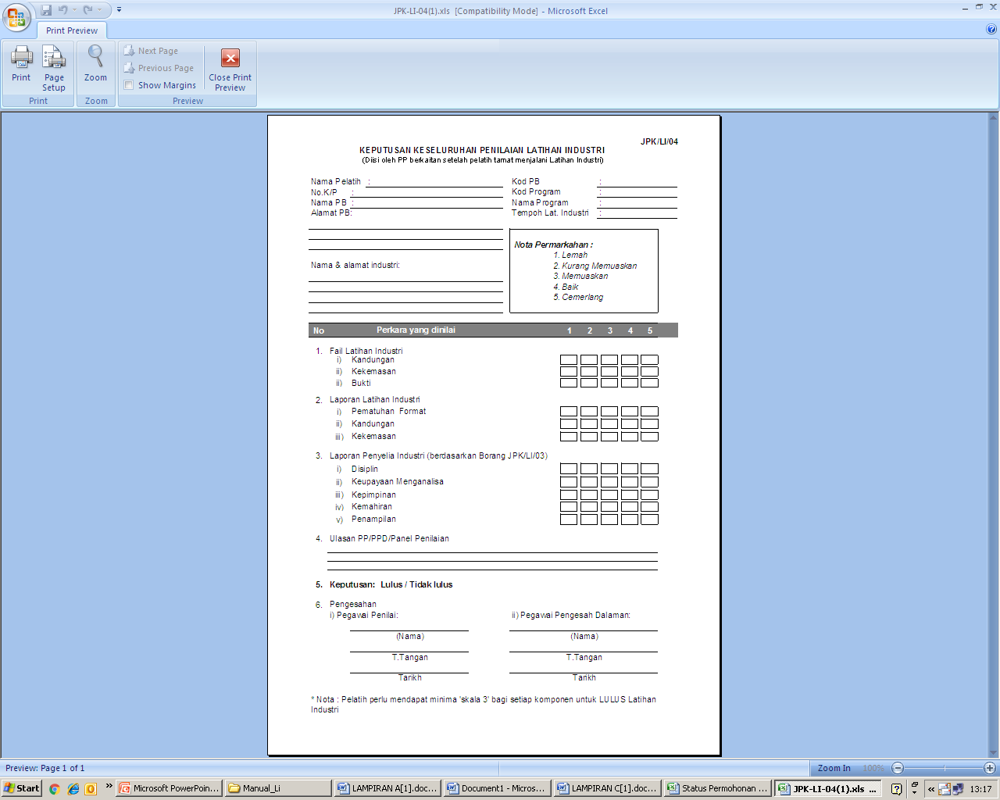 JPK-LI-04(1).xls [Compatibility Mode] - Microsoft Excel
Print Preview
Print
Page Setup
Zoom
Next Page
Previous Page
Show Margins
Close Print Preview
Print
Zoom
Preview
JPK/LI/04
KEPUTUSAN KESELURUHAN PENILAIAN LATIHAN INDUSTRI
(Diisi oleh PP berkaitan setelah pelatih tamat menjalani Latihan Industri)
Nama Pelatih : Kod PB :
No.K/P : Kod Program :
Nama PB : Nama Program :
Alamat PB: Tempoh Lat. Industri :
Nota Permarkahan :
1. Lemah
2. Kurang Memuaskan
3. Memuaskan
4. Baik
5. Cemerlang
Nama & alamat industri:
No Perkara yang dinilai 1 2 3 4 5
1. Fail Latihan Industri
i) Kandungan
ii) Kekemasan
ii) Bukti
2. Laporan Latihan Industri
i) Pematuhan Format
ii) Kandungan
iii) Kekemasan
3. Laporan Penyelia Industri (berdasarkan Borang JPK/LI/03)
i) Disiplin
ii) Keupayaan Menganalisa
iii) Kepimpinan
iv) Kemahiran
v) Penampilan
4. Ulasan PP/PPD/Panel Penilaian
5. Keputusan: Lulus / Tidak lulus
6. Pengesahan
i) Pegawai Penilai: ii) Pegawai Pengesah Dalaman:
(Nama) (Nama)
T.Tangan T.Tangan
Tarikh Tarikh
* Nota : Pelatih perlu mendapat minima 'skala 3' bagi setiap komponen untuk LULUS Latihan
Industri
Preview: Page 1 of 1
Zoom In 100%
Start
Microsoft PowerPoin...
Manual_Li
LAMPIRAN A[1].doc...
Document1 - Micros...
LAMPIRAN C[1].doc...
Status Permohonan ...
JPK-LI-04(1).xls ...
13:17